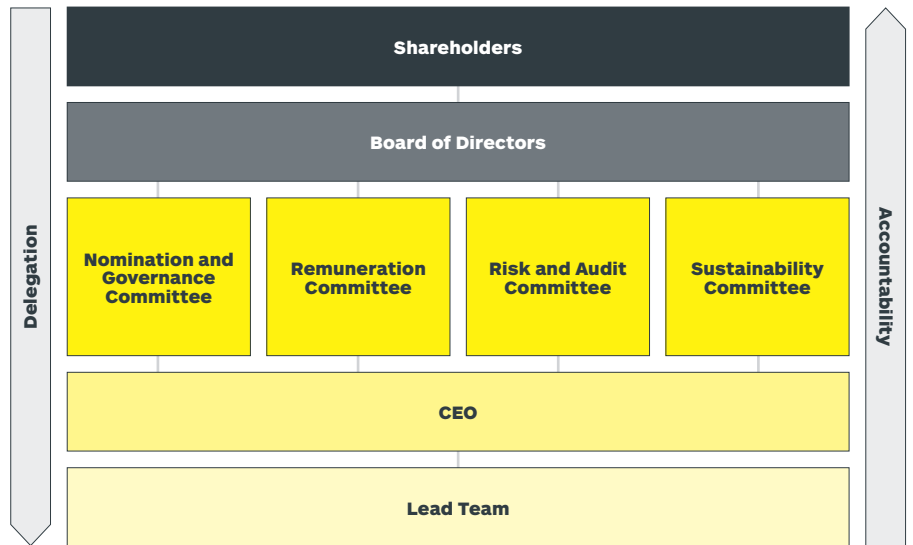 Shareholders
Board of Directors
Delegation
Accountability
Nomination and
Governance
Committee
Remuneration
Committee
Risk and Audit
Committee
Sustainability
Committee
CEO
Lead Team